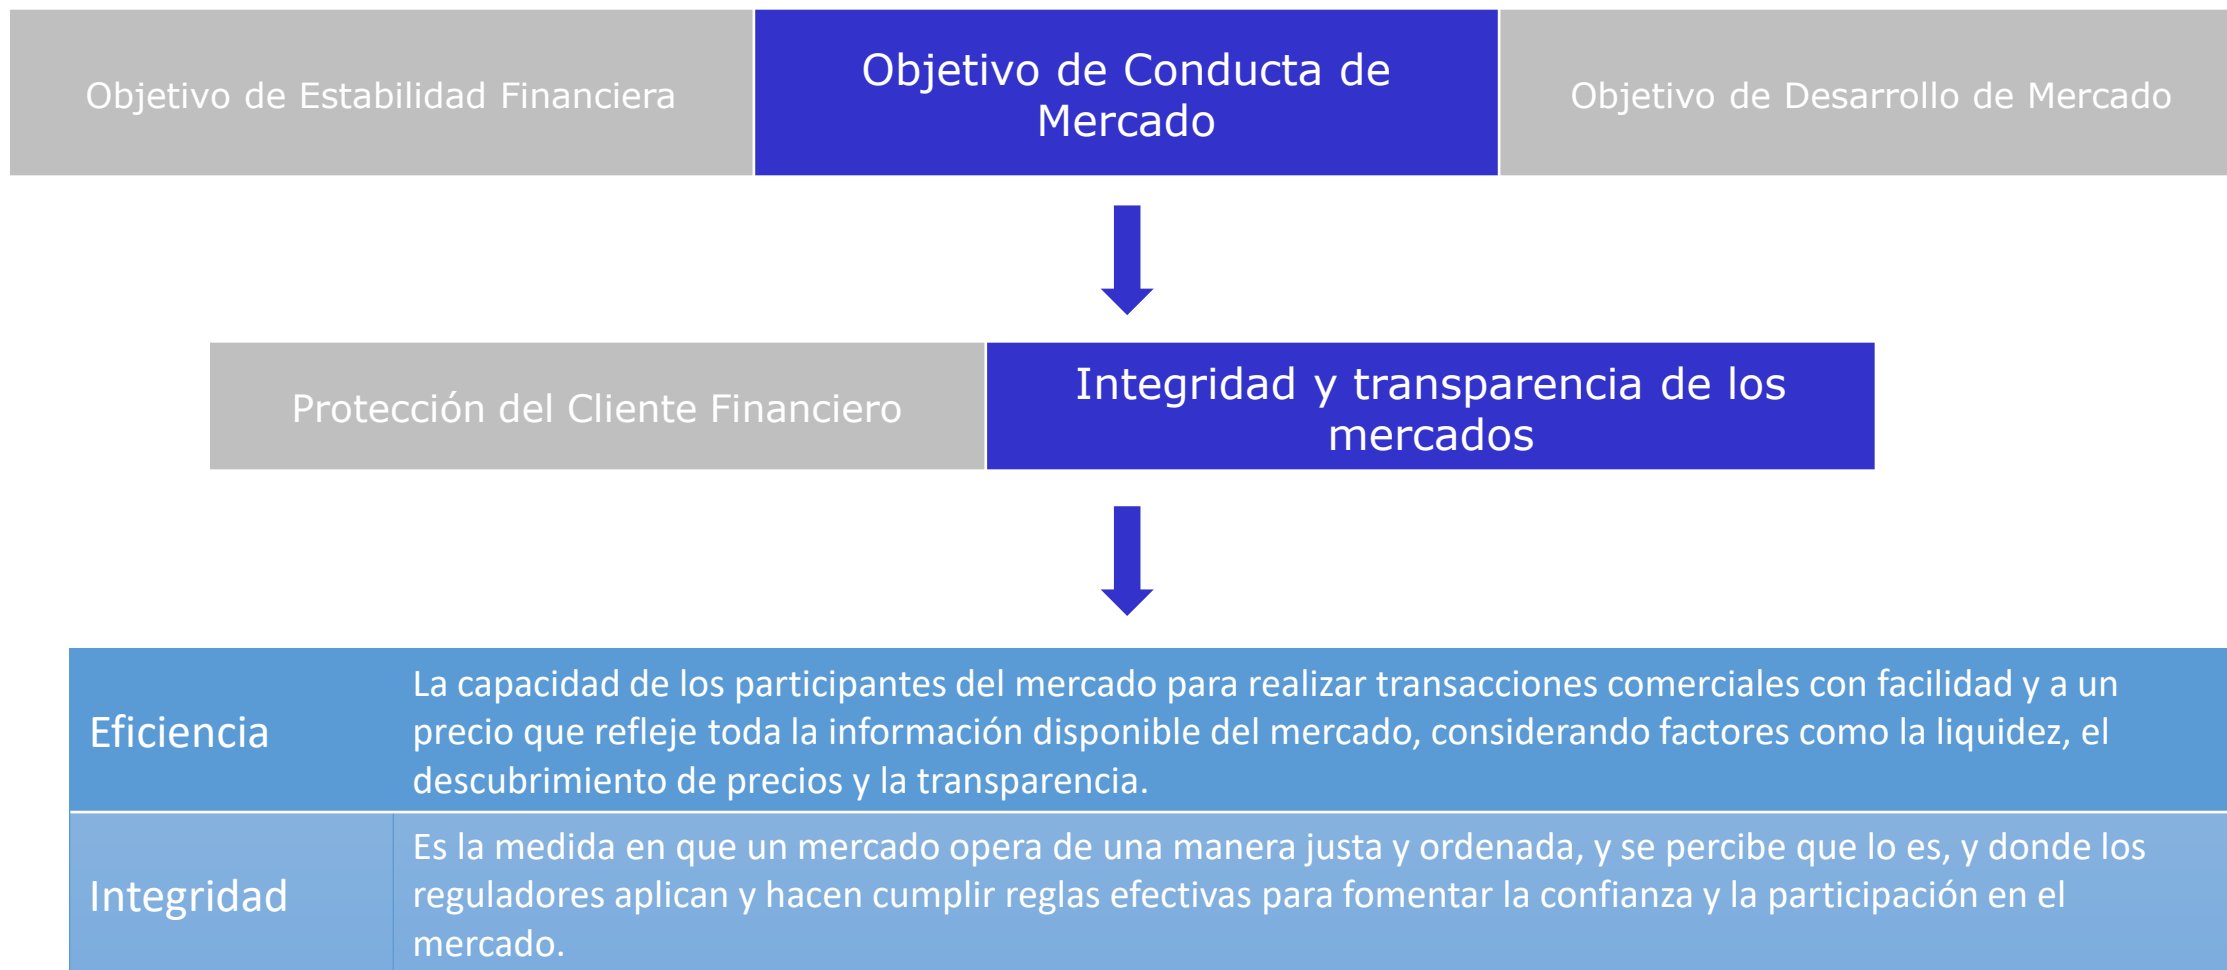 Objetivo de Estabilidad Financiera
Objetivo de Conducta de
Mercado
Objetivo de Desarrollo de Mercado
Protección del Cliente Financiero
Integridad y transparencia de los
mercados
Eficiencia
La capacidad de los participantes del mercado para realizar transacciones comerciales con facilidad y a un
precio que refleje toda la información disponible del mercado, considerando factores como la liquidez, el
descubrimiento de precios y la transparencia.
Integridad
Es la medida en que un mercado opera de una manera justa y ordenada, y se percibe que lo es, y donde los
reguladores aplican y hacen cumplir reglas efectivas para fomentar la confianza y la participación en el
mercado.